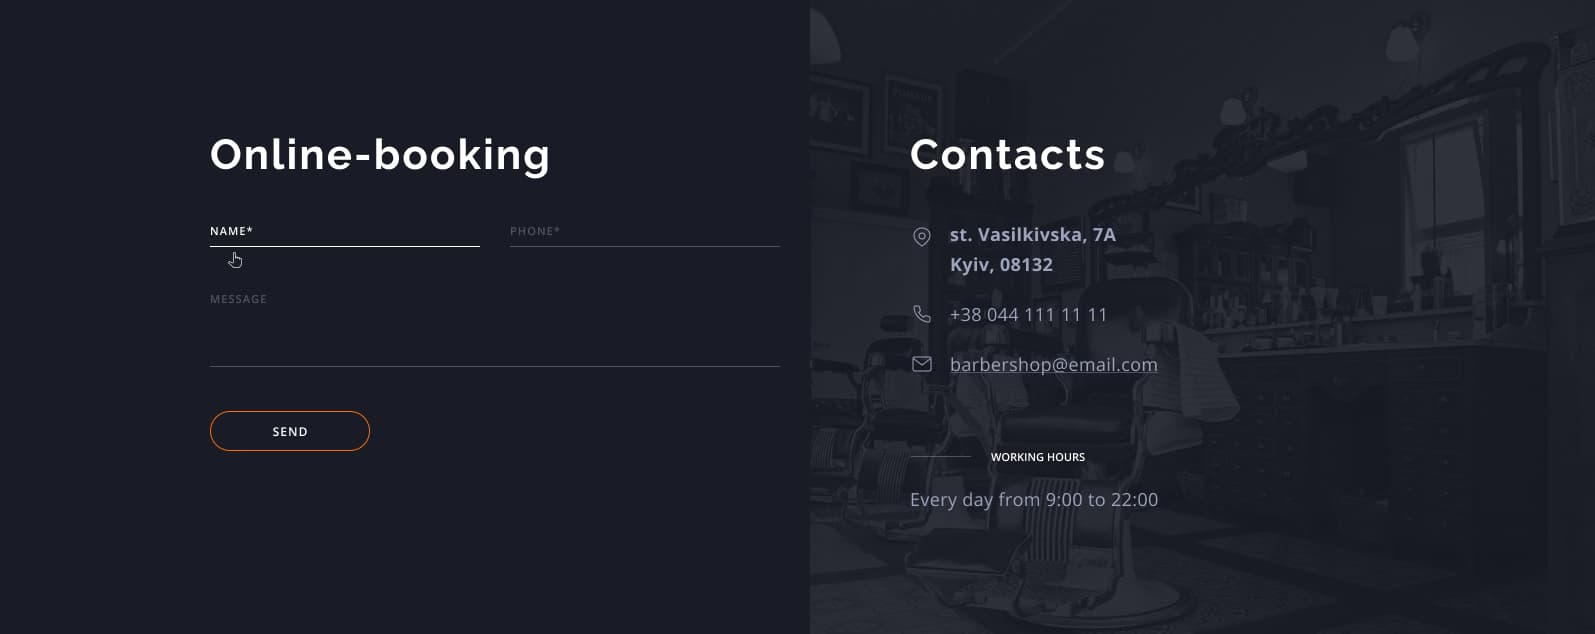 Online-booking
NAME*
PHONE*
MESSAGE
SEND
Contacts
st. Vasilkivska, 7A
Kyiv, 08132
+38 044 111 11 11
barbershop@email.com
WORKING HOURS
Every day from 9:00 to 22:00